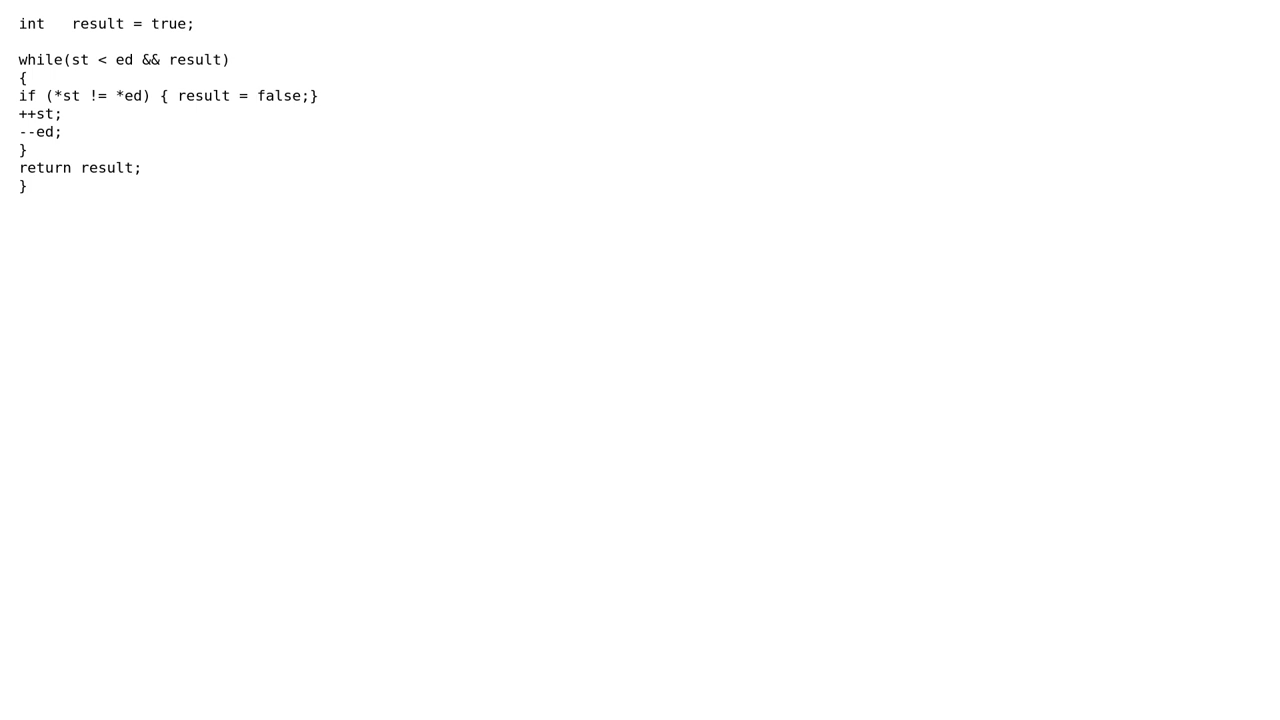 int   result = true;

while(st < ed && result)
{
if (*st != *ed) { result = false;}
++st;
--ed;
}
return result;
}